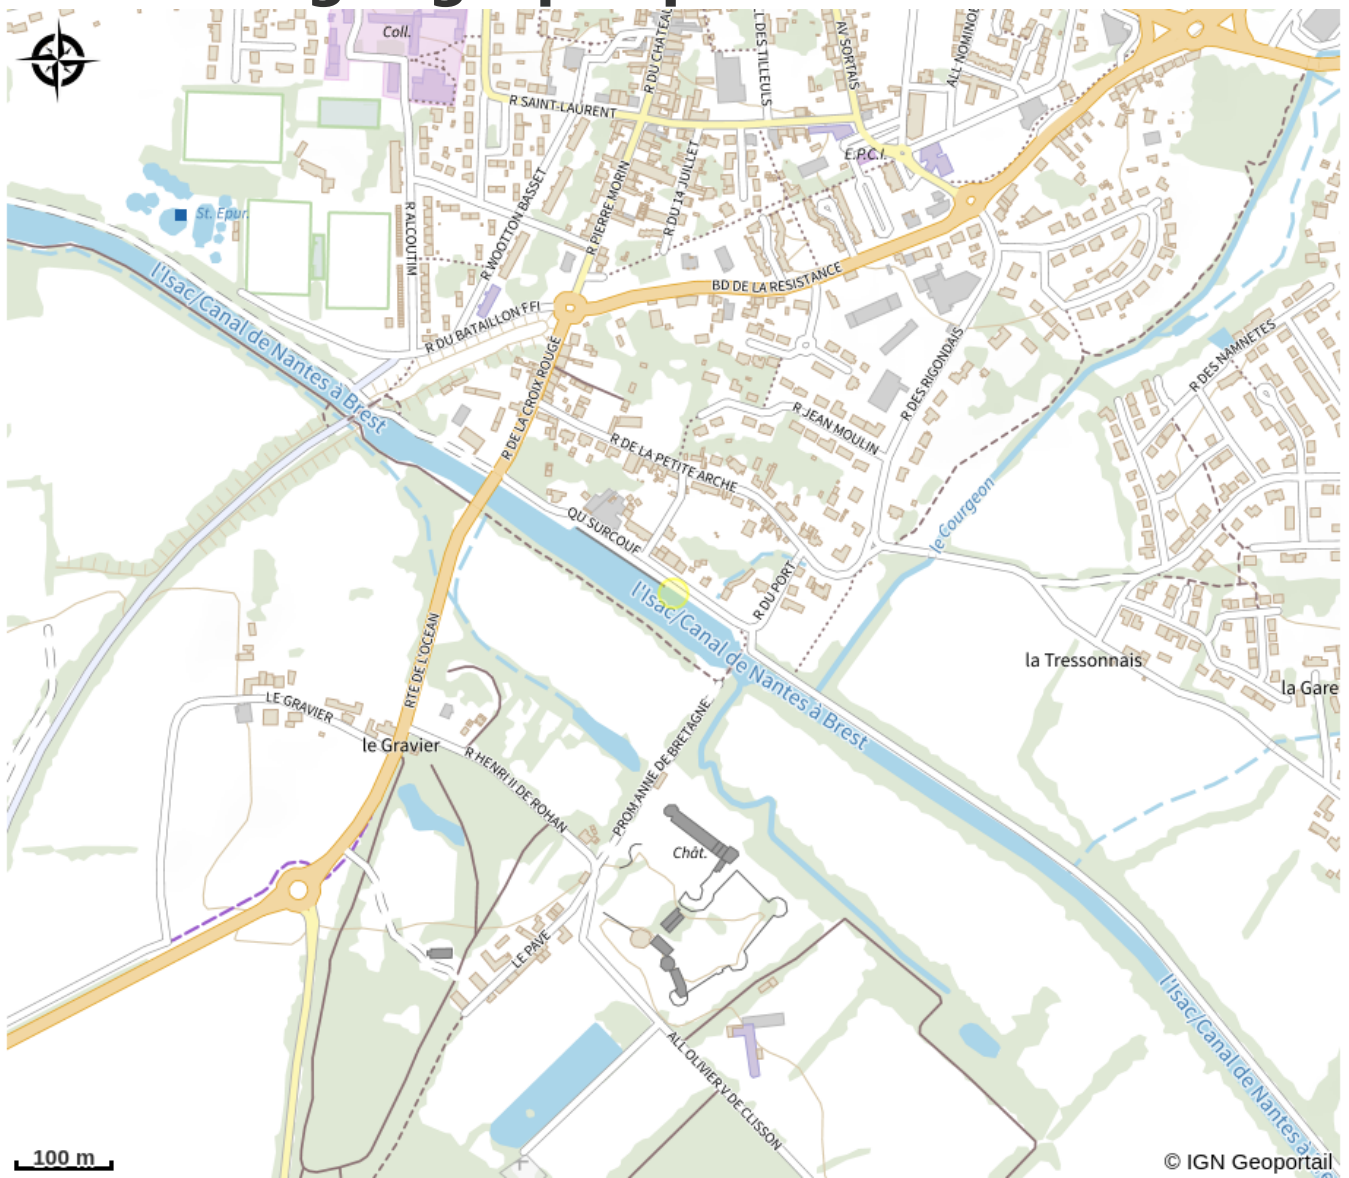 Coll.
R DU CHATEAU
L DES TILLEULS
AV SORTAIS
ALL NOMINOE
R SAINT-LAURENT
E.P.C.I.
R DU 14 JUILLET
R PIERRE MORIN
R WOOTTON BASSET
R ALCOUTIM
St. Epur.
l'Isac/Canal de Nantes à Brest
BD DE LA RESISTANCE
R DU BATAILLON FFI
R DE LA CROIX ROUGE
R DES RIGONDAIS
R DES NAMNETES
R JEAN MOULIN
R DE LA PETITE ARCHE
le Courgeon
QU SURCOUF
R DU PORT
l'Isac/Canal de Nantes à Brest
RTE DE L'OCEAN
la Tressonnais
la Gare
LE GRAVIER
le Gravier
R HENRI II DE ROHAN
PROM ANNE DE BRETAGNE
Chât.
LE PAVE
ALL OLIVIER V DE CLISSON
l'Isac/Canal de Nantes à
100 m
© IGN Geoportail